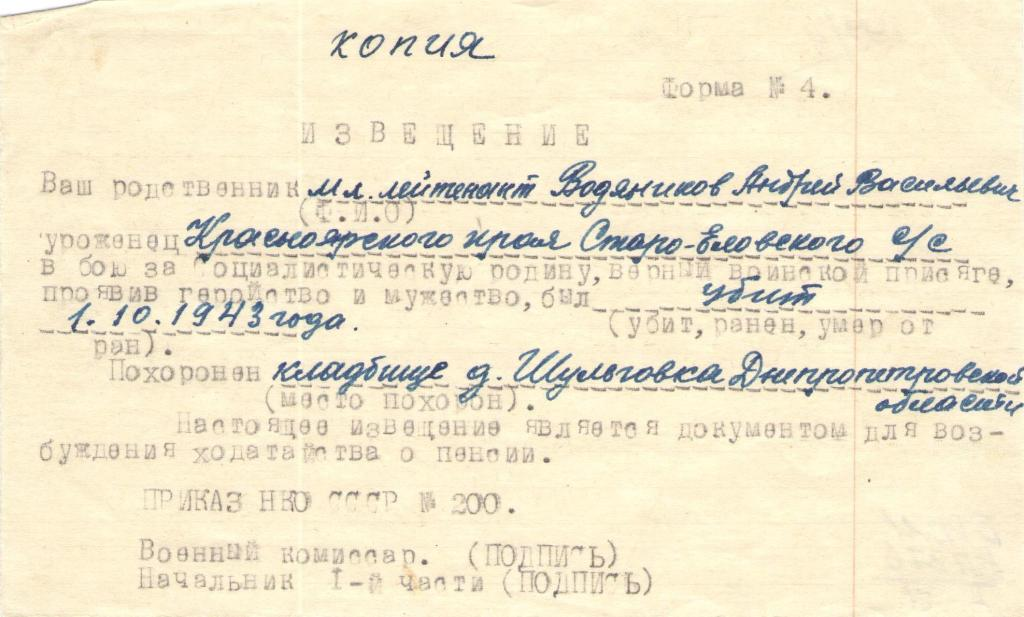 копия
Форма № 4.
ИЗВЕЩЕНИЕ
Ваш родственник мл. лейтенант Водяников Андрей Васильевич
(Ф.И.О)
уроженец Красноярского края Старо-Еловского с/с
в бою за социалистическую родину, верный воинской присяге,
проявив геройство и мужество, был убит
1.10.1943 года. (убит, ранен, умер от
ран).
Похоронен кладбище д. Шульговка Днепропетровской
(место похорон). области
Настоящее извещение является документом для воз-
буждения ходатайства о пенсии.
ПРИКАЗ НКО СССР № 200.
Военный комиссар. (ПОДПИСЬ)
Начальник I-й части (ПОДПИСЬ)